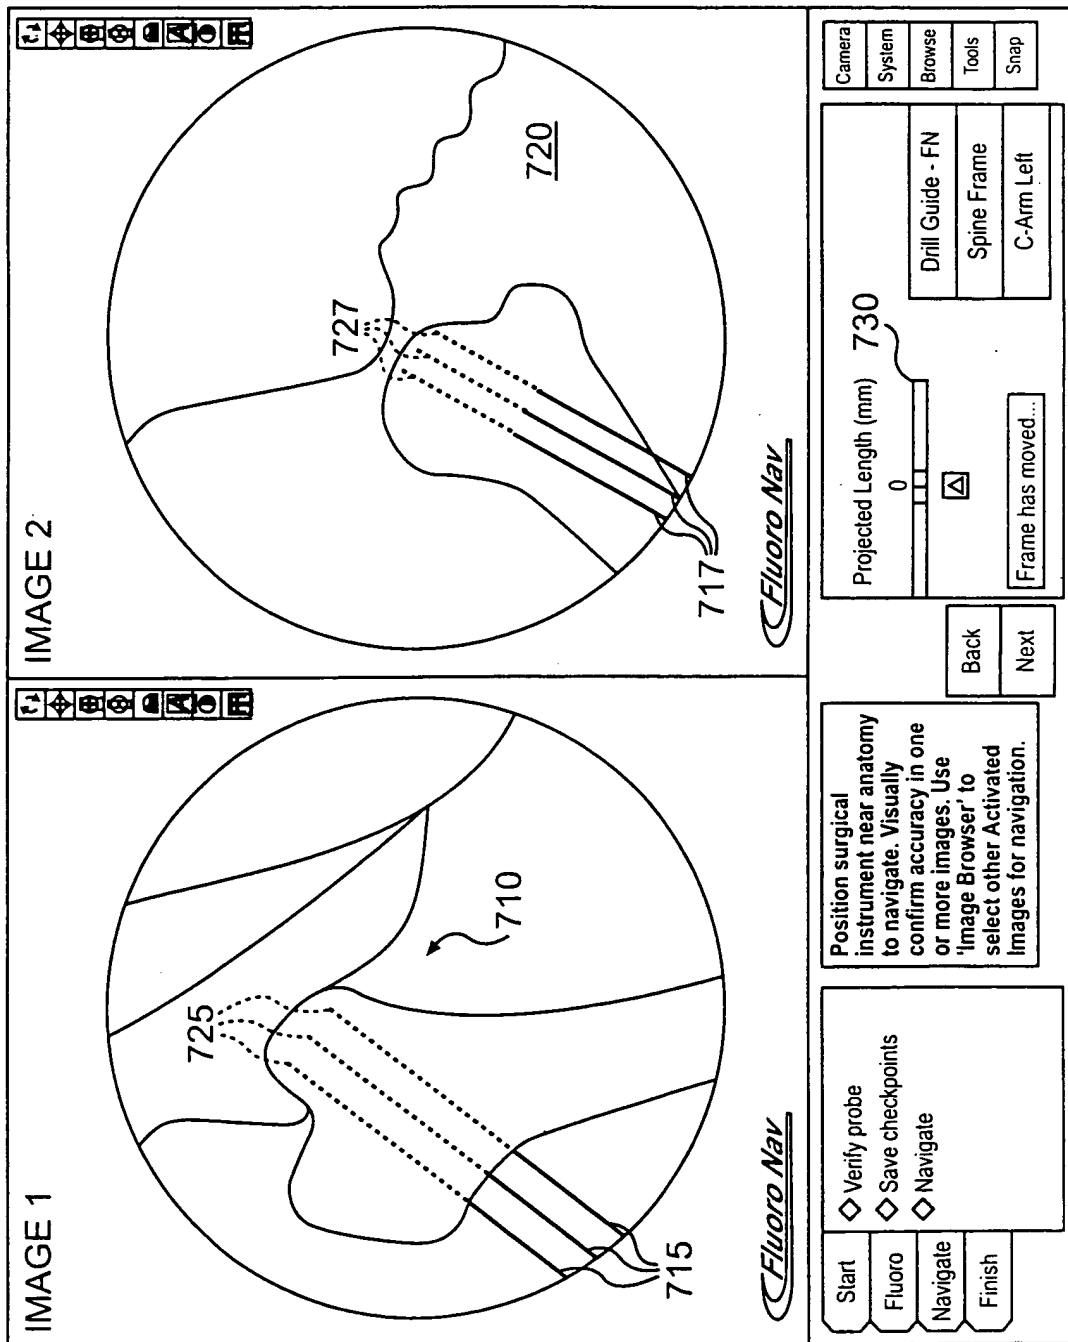 IMAGE 1
725
710
715
Fluoro Nav
IMAGE 2
727
720
717
Fluoro Nav
Start
Fluoro
Navigate
Finish
Verify probe
Save checkpoints
Navigate
Position surgical
instrument near anatomy
to navigate. Visually
confirm accuracy in one
or more images. Use
'Image Browser' to
select other Activated
Images for navigation.
Back
Next
Projected Length (mm)
0
730
Frame has moved...
Drill Guide - FN
Spine Frame
C-Arm Left
Camera
System
Browse
Tools
Snap